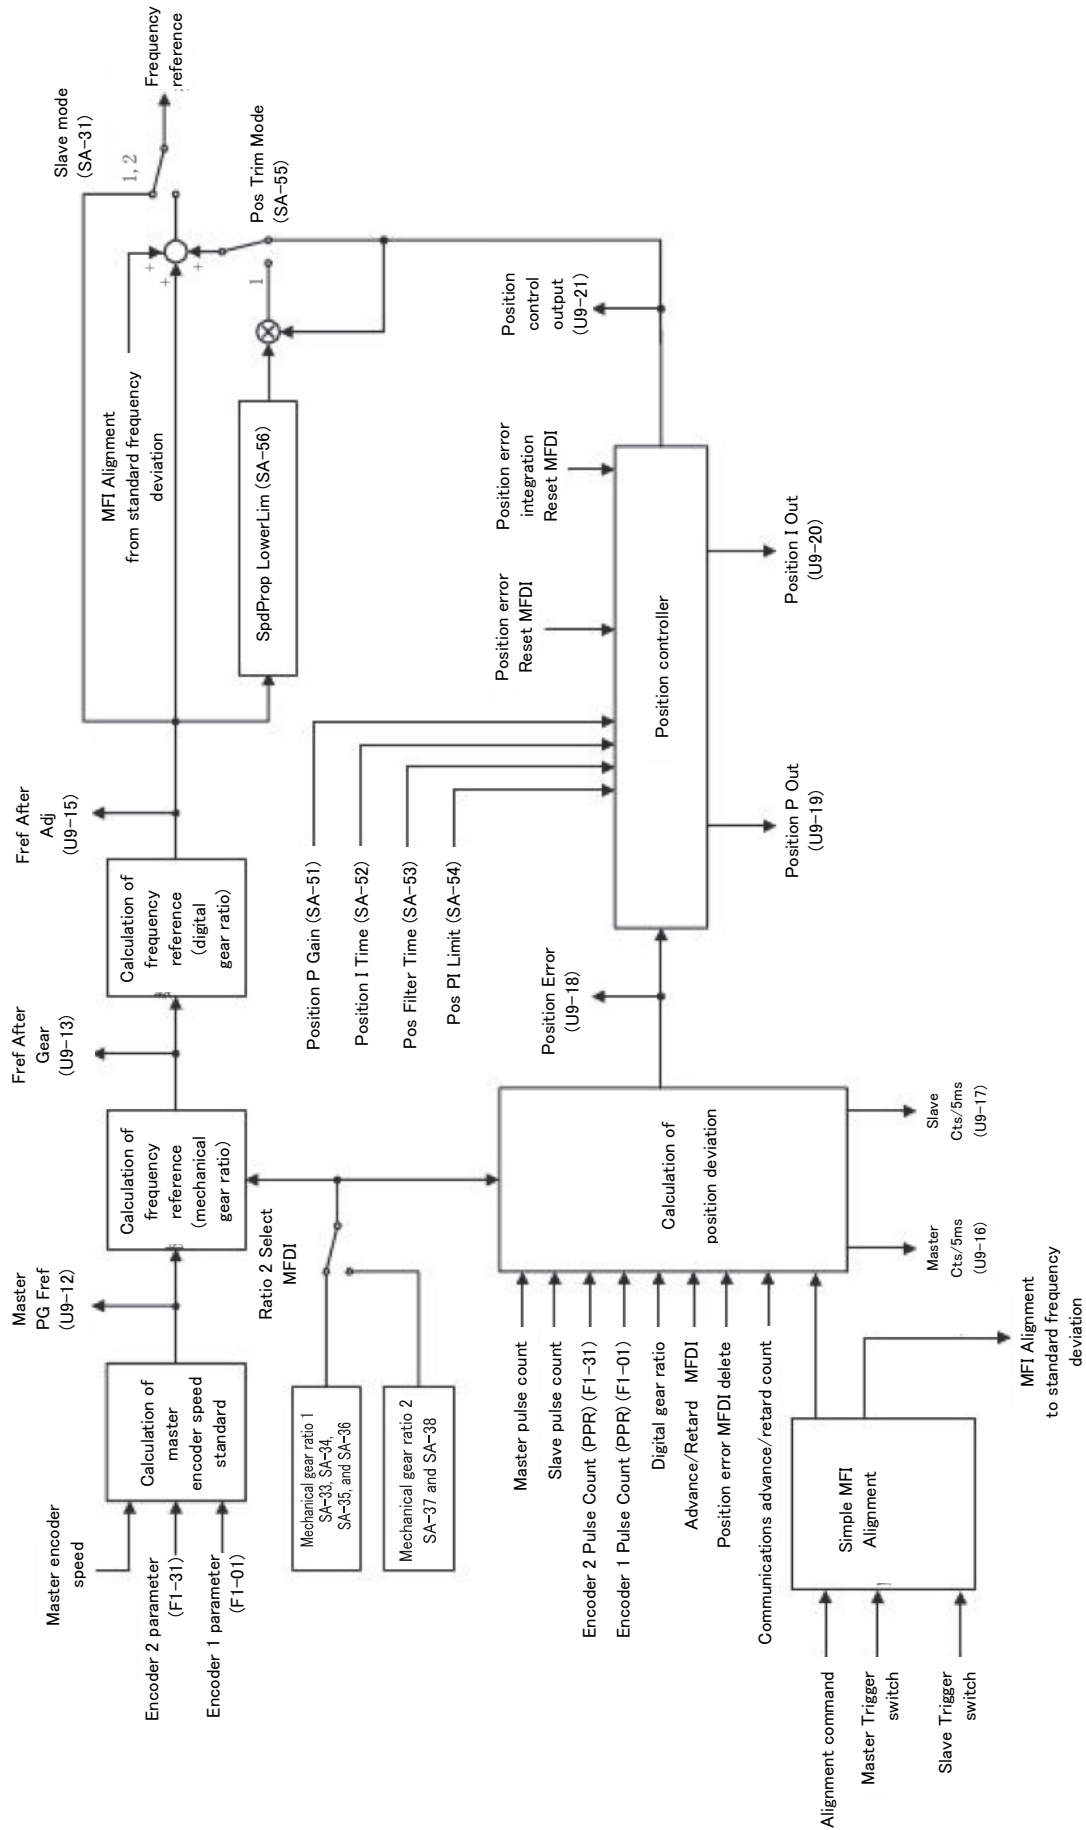 Master encoder
speed
Encoder 2 parameter
(F1-31)
Encoder 1 parameter
(F1-01)
Calculation of
master
encoder speed
standard
Master
PG Fref
(U9-12)
Calculation of
frequency
reference
(mechanical
gear ratio)
Fref After
Gear
(U9-13)
Calculation of
frequency
reference
(digital
gear ratio)
Fref After
Adj
(U9-15)
Slave mode
(SA-31)
1, 2
Frequency
reference
MFI Alignment
from standard frequency
deviation
+
+
+
SpdProp LowerLim (SA-56)
1
Pos Trim Mode
(SA-55)
Mechanical gear ratio 1
SA-33, SA-34,
SA-35, and SA-36
Mechanical gear ratio 2
SA-37 and SA-38
Ratio 2 Select
MFDI
Position P Gain (SA-51)
Position I Time (SA-52)
Pos Filter Time (SA-53)
Pos PI Limit (SA-54)
Position error
Reset MFDI
Position error
integration
Reset MFDI
Position
control
output
(U9-21)
Master pulse count
Slave pulse count
Encoder 2 Pulse Count (PPR) (F1-31)
Encoder 1 Pulse Count (PPR) (F1-01)
Digital gear ratio
Advance/Retard MFDI
Position error MFDI delete
Communications advance/retard count
Calculation of
position deviation
Position Error
(U9-18)
Position controller
Position P Out
(U9-19)
Position I Out
(U9-20)
Master
Cts/5ms
(U9-16)
Slave
Cts/5ms
(U9-17)
Alignment command
Master Trigger
switch
Slave Trigger
switch
Simple MFI
Alignment
MFI Alignment
to standard frequency
deviation